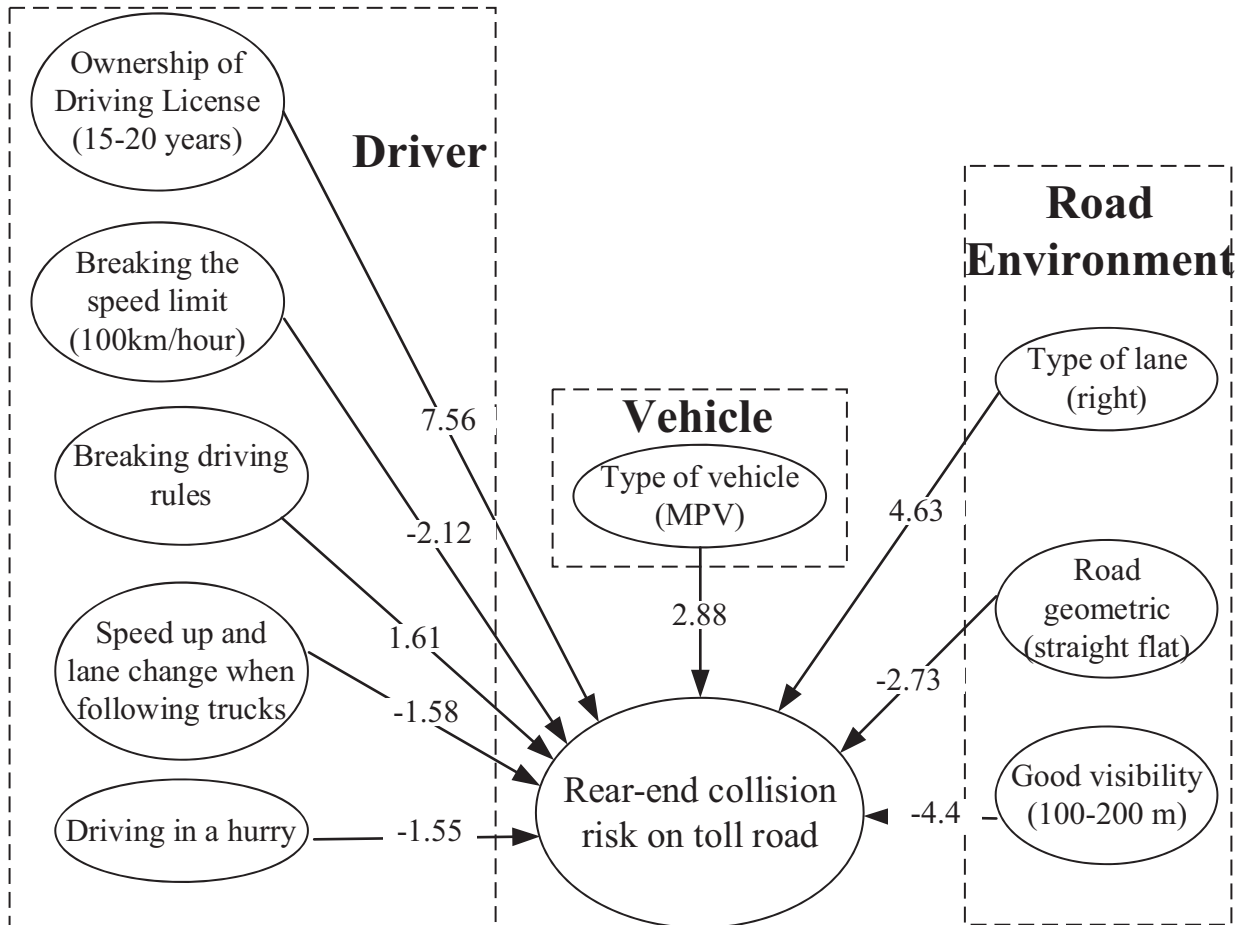 Ownership of
Driving License
(15-20 years)
Driver
Breaking the
speed limit
(100km/hour)
Breaking driving
rules
Speed up and
lane change when
following trucks
Driving in a hurry
7.56
-2.12
1.61
-1.58
-1.55
Vehicle
Type of vehicle
(MPV)
2.88
Rear-end collision
risk on toll road
Road
Environment
Type of lane
(right)
4.63
Road
geometric
(straight flat)
-2.73
Good visibility
(100-200 m)
-4.4